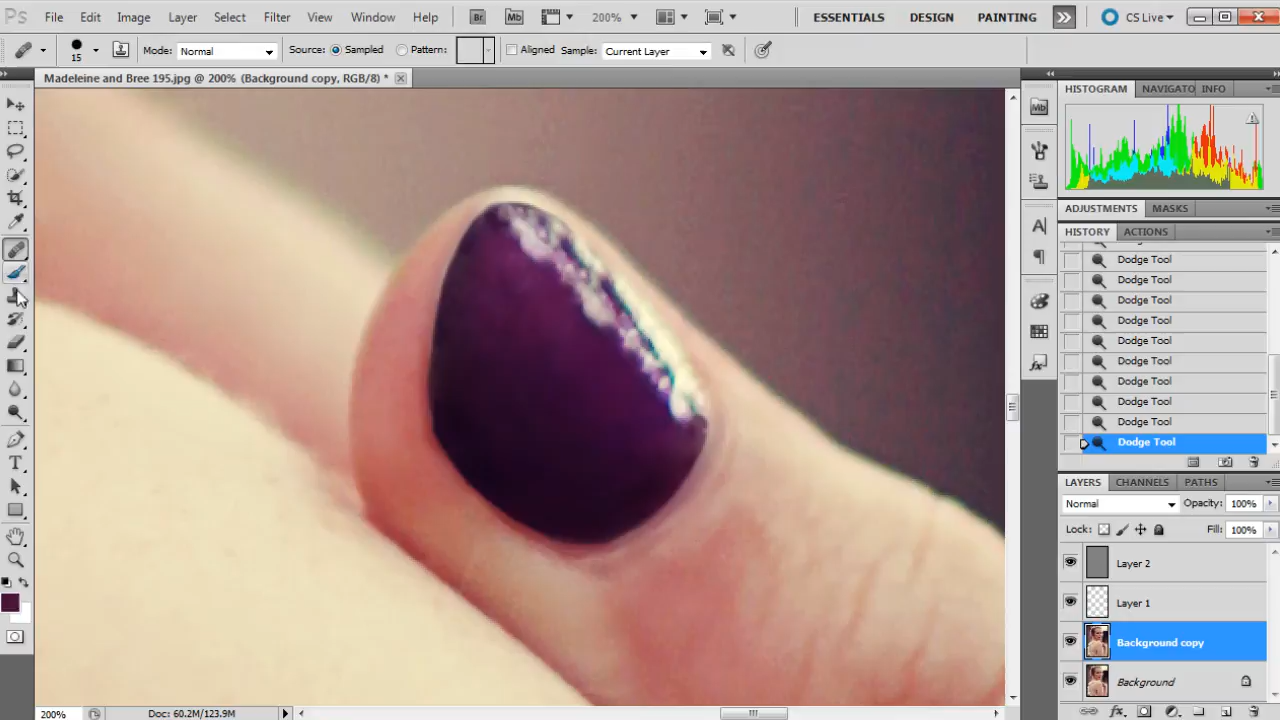 Ps File Edit Image Layer Select Filter View Window Help Br Mb 200% ESSENTIALS DESIGN PAINTING CS Live
15 Mode: Normal Source: Sampled Pattern: Aligned Sample: Current Layer
Madeleine and Bree 195.jpg @ 200% (Background copy, RGB/8) *
HISTOGRAM NAVIGATO INFO
Mb
ADJUSTMENTS MASKS
HISTORY ACTIONS
Dodge Tool
Dodge Tool
Dodge Tool
Dodge Tool
Dodge Tool
Dodge Tool
Dodge Tool
Dodge Tool
Dodge Tool
Dodge Tool
LAYERS CHANNELS PATHS
Normal Opacity: 100%
Lock: Fill: 100%
Layer 2
Layer 1
Background copy
Background
200% Doc: 60.2M/123.9M